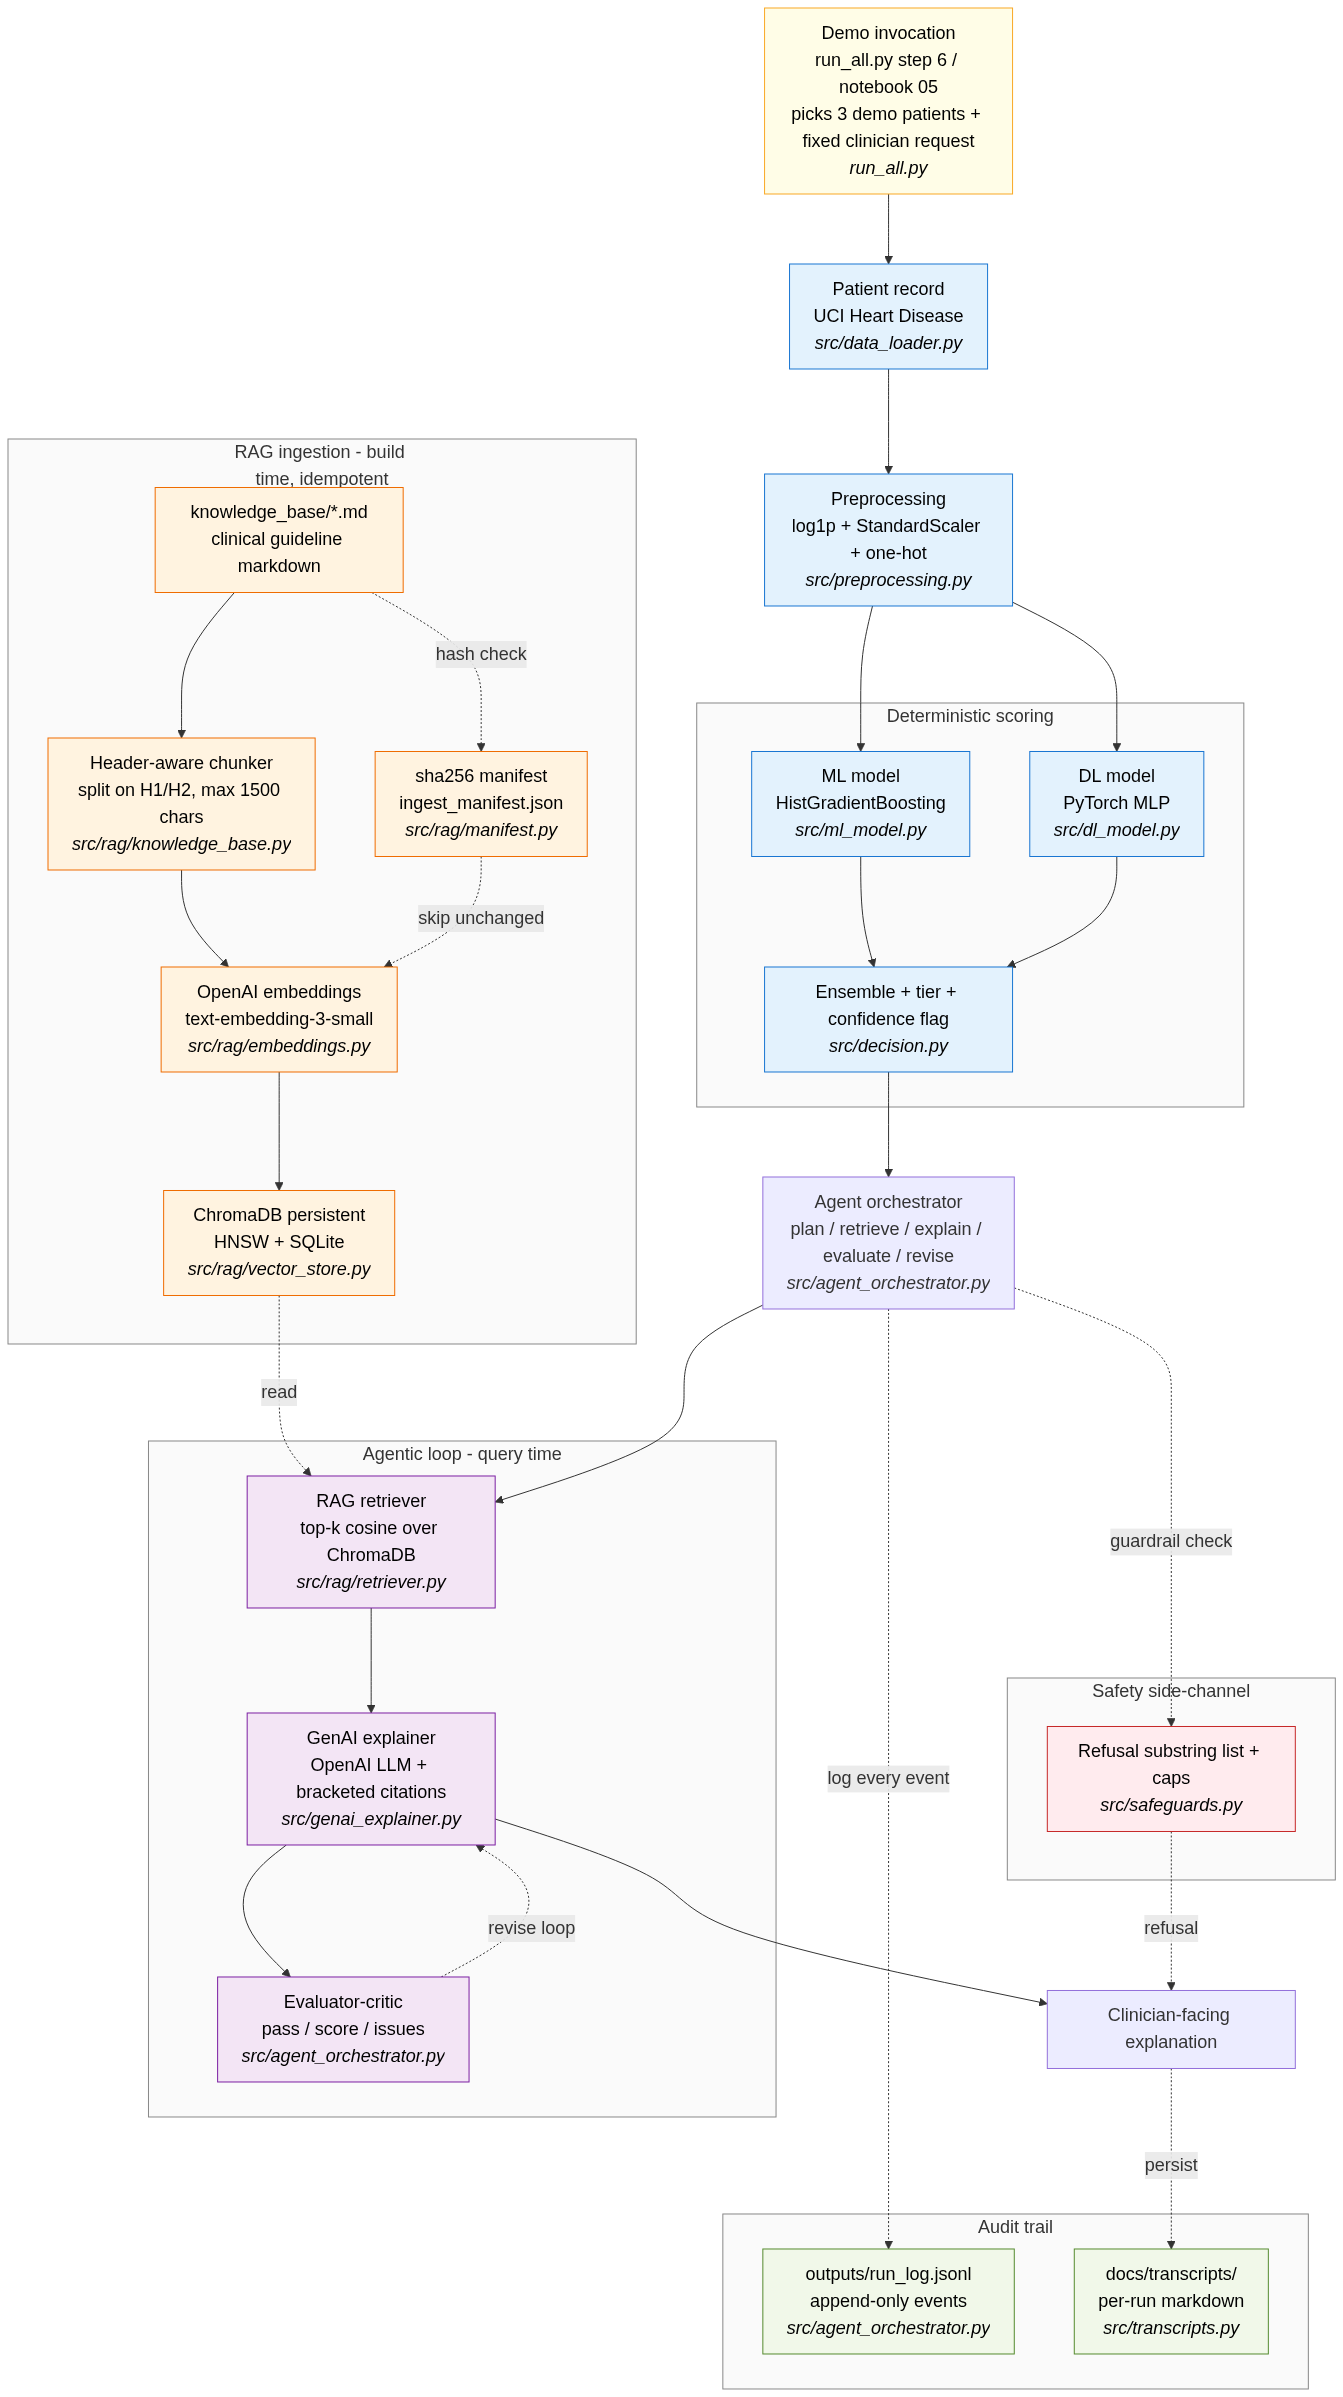 Demo invocation
run_all.py step 6 /
notebook 05
picks 3 demo patients +
fixed clinician request
run_all.py
Patient record
UCI Heart Disease
src/data_loader.py
Preprocessing
log1p + StandardScaler
+ one-hot
src/preprocessing.py
RAG ingestion - build
time, idempotent
knowledge_base/*.md
clinical guideline
markdown
hash check
Header-aware chunker
split on H1/H2, max 1500
chars
src/rag/knowledge_base.py
sha256 manifest
ingest_manifest.json
src/rag/manifest.py
skip unchanged
OpenAI embeddings
text-embedding-3-small
src/rag/embeddings.py
ChromaDB persistent
HNSW + SQLite
src/rag/vector_store.py
read
Deterministic scoring
ML model
HistGradientBoosting
src/ml_model.py
DL model
PyTorch MLP
src/dl_model.py
Ensemble + tier +
confidence flag
src/decision.py
Agent orchestrator
plan / retrieve / explain /
evaluate / revise
src/agent_orchestrator.py
Agentic loop - query time
RAG retriever
top-k cosine over
ChromaDB
src/rag/retriever.py
GenAI explainer
OpenAI LLM +
bracketed citations
src/genai_explainer.py
revise loop
Evaluator-critic
pass / score / issues
src/agent_orchestrator.py
log every event
guardrail check
Safety side-channel
Refusal substring list +
caps
src/safeguards.py
refusal
Clinician-facing
explanation
persist
Audit trail
outputs/run_log.jsonl
append-only events
src/agent_orchestrator.py
docs/transcripts/
per-run markdown
src/transcripts.py